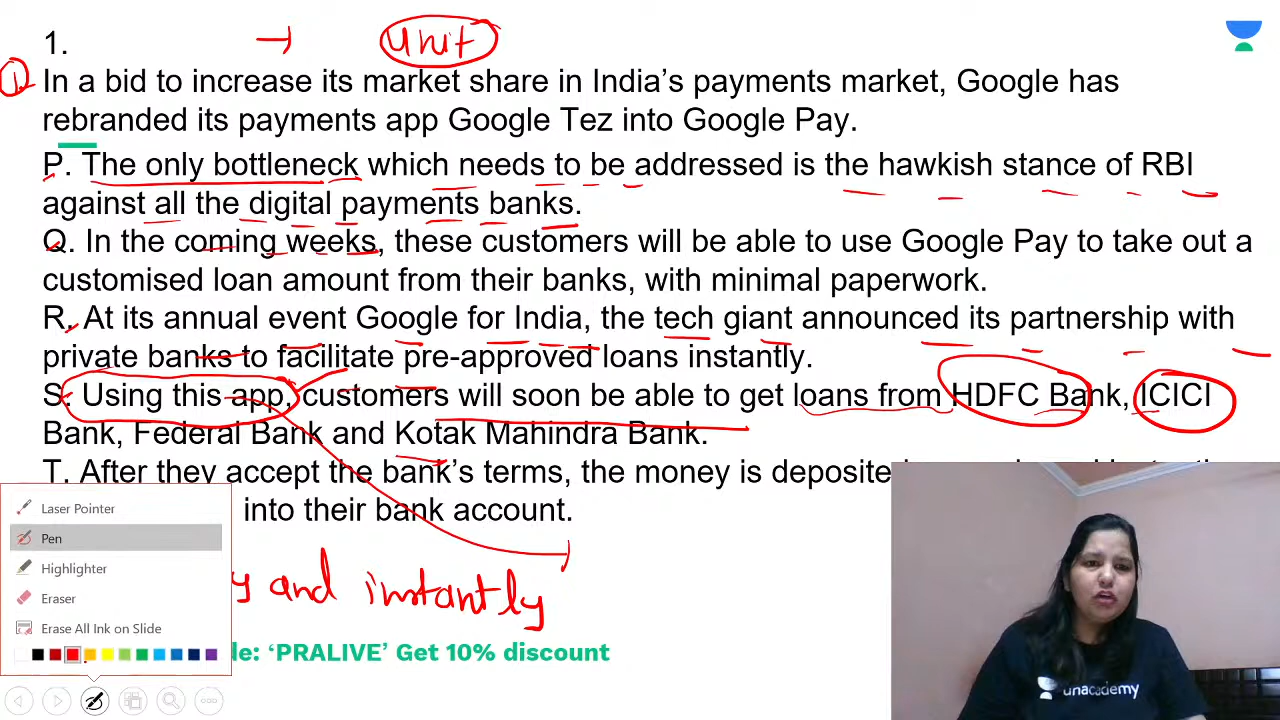 1.
→ Unit
Q. In a bid to increase its market share in India's payments market, Google has
rebranded its payments app Google Tez into Google Pay.
P. The only bottleneck which needs to be addressed is the hawkish stance of RBI
against all the digital payments banks.
Q. In the coming weeks, these customers will be able to use Google Pay to take out a
customised loan amount from their banks, with minimal paperwork.
R. At its annual event Google for India, the tech giant announced its partnership with
private banks to facilitate pre-approved loans instantly.
S. Using this app, customers will soon be able to get loans from HDFC Bank, ICICI
Bank, Federal Bank and Kotak Mahindra Bank.
T. After they accept the bank's terms, the money is deposited
into their bank account.
Laser Pointer
Pen
Highlighter
Eraser
Erase All Ink on Slide
y and instantly
de: 'PRALIVE' Get 10% discount
unacademy